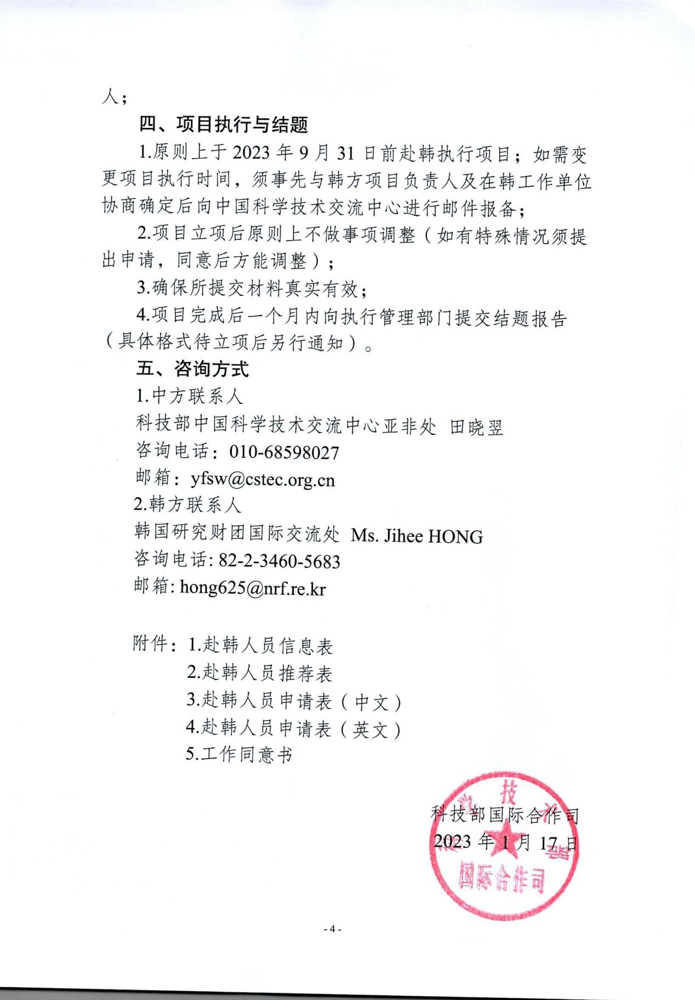 人；
四、项目执行与结题
1.原则上于 2023 年 9 月 31 日前赴韩执行项目；如需变
更项目执行时间，须事先与韩方项目负责人及在韩工作单位
协商确定后向中国科学技术交流中心进行邮件报备；
2.项目立项后原则上不做事项调整（如有特殊情况须提
出申请，同意后方能调整）；
3.确保所提交材料真实有效；
4.项目完成后一个月内向执行管理部门提交结题报告
（具体格式待立项后另行通知）。
五、咨询方式
1.中方联系人
科技部中国科学技术交流中心亚非处 田晓翌
咨询电话：010-68598027
邮箱：yfsw@cstec.org.cn
2.韩方联系人
韩国研究财团国际交流处 Ms. Jihee HONG
咨询电话: 82-2-3460-5683
邮箱: hong625@nrf.re.kr
附件：1.赴韩人员信息表
2.赴韩人员推荐表
3.赴韩人员申请表（中文）
4.赴韩人员申请表（英文）
5.工作同意书
科学技术部
科技部国际合作司
2023 年 1 月 17 日
国际合作司
- 4 -